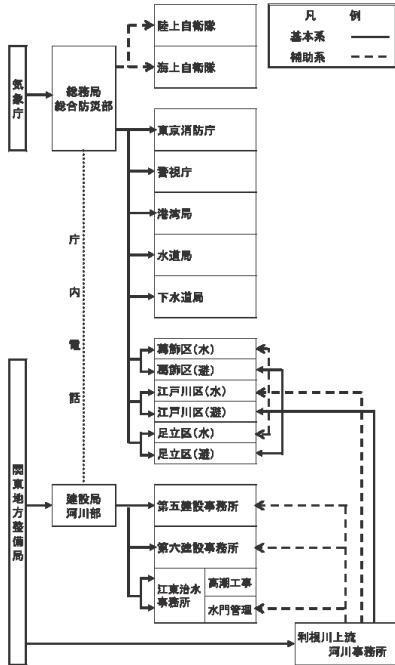 凡 例
基本系
補助系
陸上自衛隊
海上自衛隊
気象庁
総務局
総合防災部
東京消防庁
警視庁
港湾局
水道局
下水道局
庁内電話
葛飾区(水)
葛飾区(避)
江戸川区(水)
江戸川区(避)
足立区(水)
足立区(避)
関東地方整備局
建設局
河川部
第五建設事務所
第六建設事務所
江東治水
事務所
高潮工事
水門管理
利根川上流
河川事務所